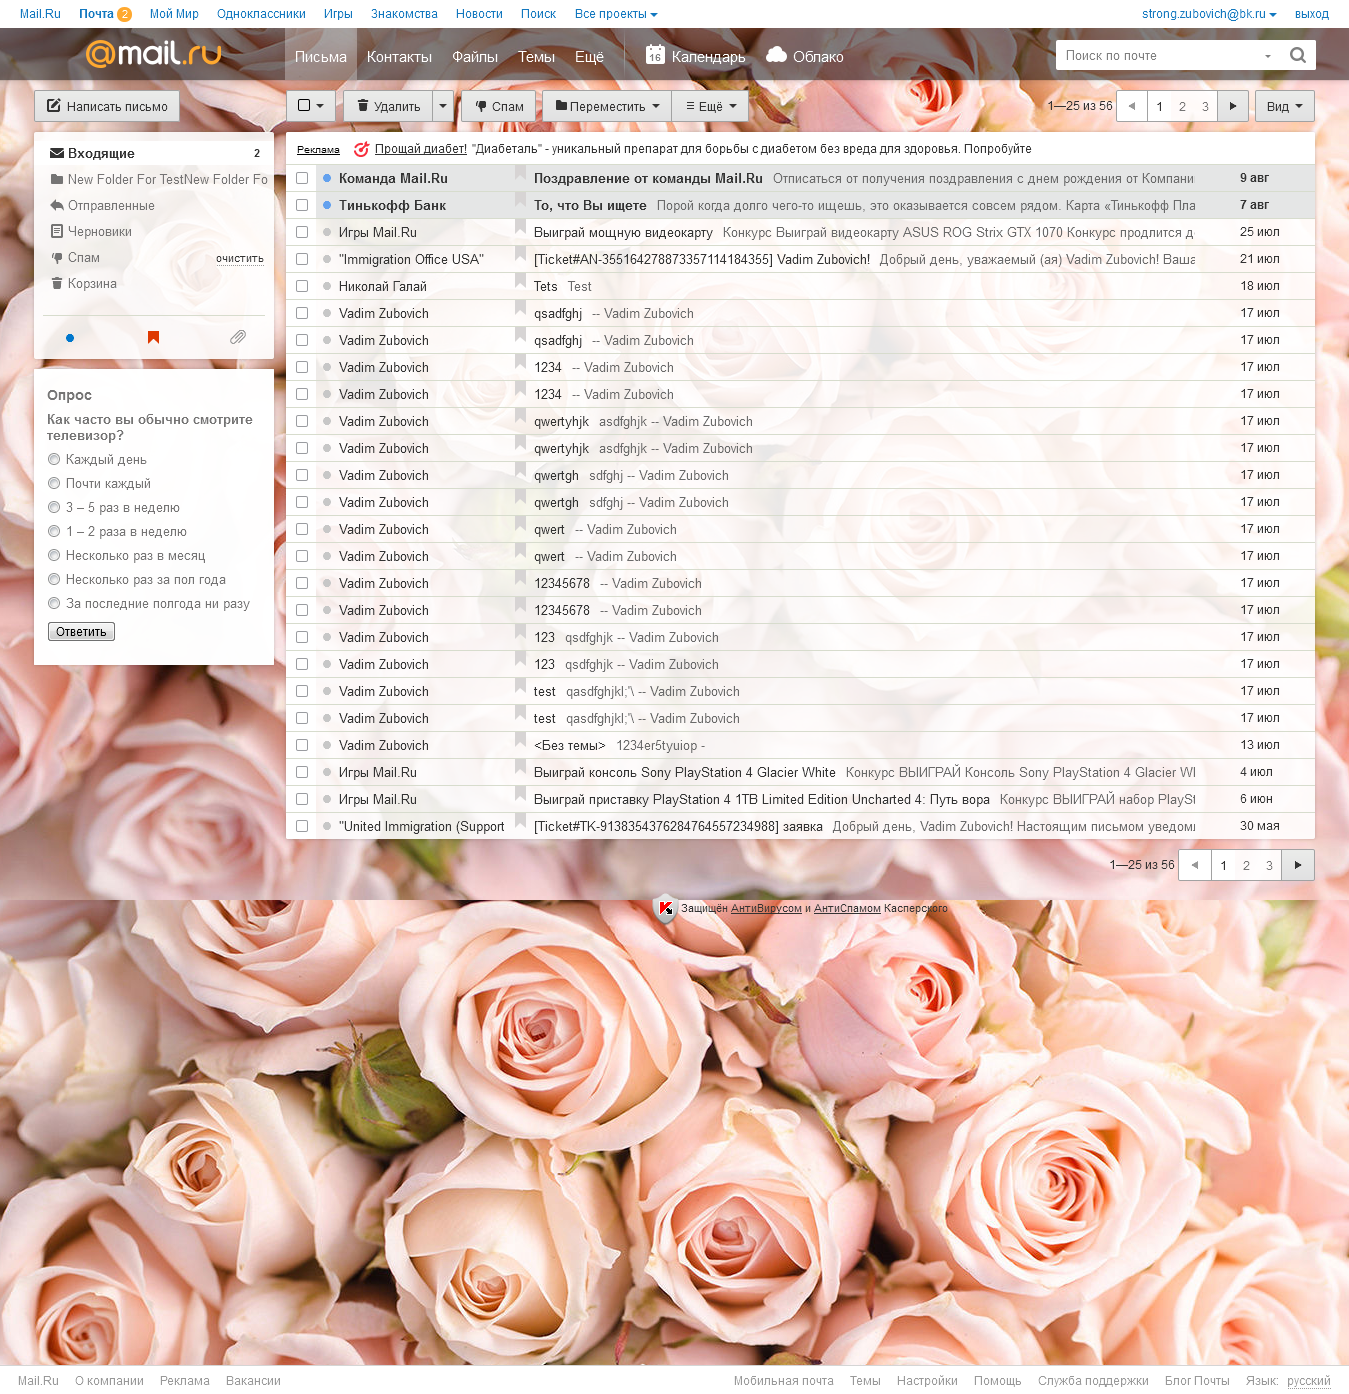 Mail.Ru Почта 2 Мой Мир Одноклассники Игры Знакомства Новости Поиск Все проекты strong.zubovich@bk.ru выход
@mail.ru Письма Контакты Файлы Темы Ещё 16 Календарь Облако Поиск по почте
Написать письмо Удалить Спам Переместить Ещё 1—25 из 56 1 2 3 Вид
Входящие 2
New Folder For TestNew Folder Fo
Отправленные
Черновики
Спам очистить
Корзина
Опрос
Как часто вы обычно смотрите
телевизор?
Каждый день
Почти каждый
3 – 5 раз в неделю
1 – 2 раза в неделю
Несколько раз в месяц
Несколько раз за пол года
За последние полгода ни разу
Ответить
Реклама Прощай диабет! "Диабеталь" - уникальный препарат для борьбы с диабетом без вреда для здоровья. Попробуйте
Команда Mail.Ru Поздравление от команды Mail.Ru Отписаться от получения поздравления с днем рождения от Компани 9 авг
Тинькофф Банк То, что Вы ищете Порой когда долго чего-то ищешь, это оказывается совсем рядом. Карта «Тинькофф Пла 7 авг
Игры Mail.Ru Выиграй мощную видеокарту Конкурс Выиграй видеокарту ASUS ROG Strix GTX 1070 Конкурс продлится д 25 июл
"Immigration Office USA" [Ticket#AN-355164278873357114184355] Vadim Zubovich! Добрый день, уважаемый (ая) Vadim Zubovich! Ваша 21 июл
Николай Галай Tets Test 18 июл
Vadim Zubovich qsadfghj -- Vadim Zubovich 17 июл
Vadim Zubovich qsadfghj -- Vadim Zubovich 17 июл
Vadim Zubovich 1234 -- Vadim Zubovich 17 июл
Vadim Zubovich 1234 -- Vadim Zubovich 17 июл
Vadim Zubovich qwertyhjk asdfghjk -- Vadim Zubovich 17 июл
Vadim Zubovich qwertyhjk asdfghjk -- Vadim Zubovich 17 июл
Vadim Zubovich qwertgh sdfghj -- Vadim Zubovich 17 июл
Vadim Zubovich qwertgh sdfghj -- Vadim Zubovich 17 июл
Vadim Zubovich qwert -- Vadim Zubovich 17 июл
Vadim Zubovich qwert -- Vadim Zubovich 17 июл
Vadim Zubovich 12345678 -- Vadim Zubovich 17 июл
Vadim Zubovich 12345678 -- Vadim Zubovich 17 июл
Vadim Zubovich 123 qsdfghjk -- Vadim Zubovich 17 июл
Vadim Zubovich 123 qsdfghjk -- Vadim Zubovich 17 июл
Vadim Zubovich test qasdfghjkl;'\ -- Vadim Zubovich 17 июл
Vadim Zubovich test qasdfghjkl;'\ -- Vadim Zubovich 17 июл
Vadim Zubovich <Без темы> 1234er5tyuiop - 13 июл
Игры Mail.Ru Выиграй консоль Sony PlayStation 4 Glacier White Конкурс ВЫИГРАЙ Консоль Sony PlayStation 4 Glacier Wl 4 июл
Игры Mail.Ru Выиграй приставку PlayStation 4 1TB Limited Edition Uncharted 4: Путь вора Конкурс ВЫИГРАЙ набор PlaySt 6 июн
"United Immigration (Support [Ticket#TK-9138354376284764557234988] заявка Добрый день, Vadim Zubovich! Настоящим письмом уведомл 30 мая
1—25 из 56 1 2 3
Защищён АнтиВирусом и АнтиСпамом Касперского
Mail.Ru О компании Реклама Вакансии Мобильная почта Темы Настройки Помощь Служба поддержки Блог Почты Язык: русский